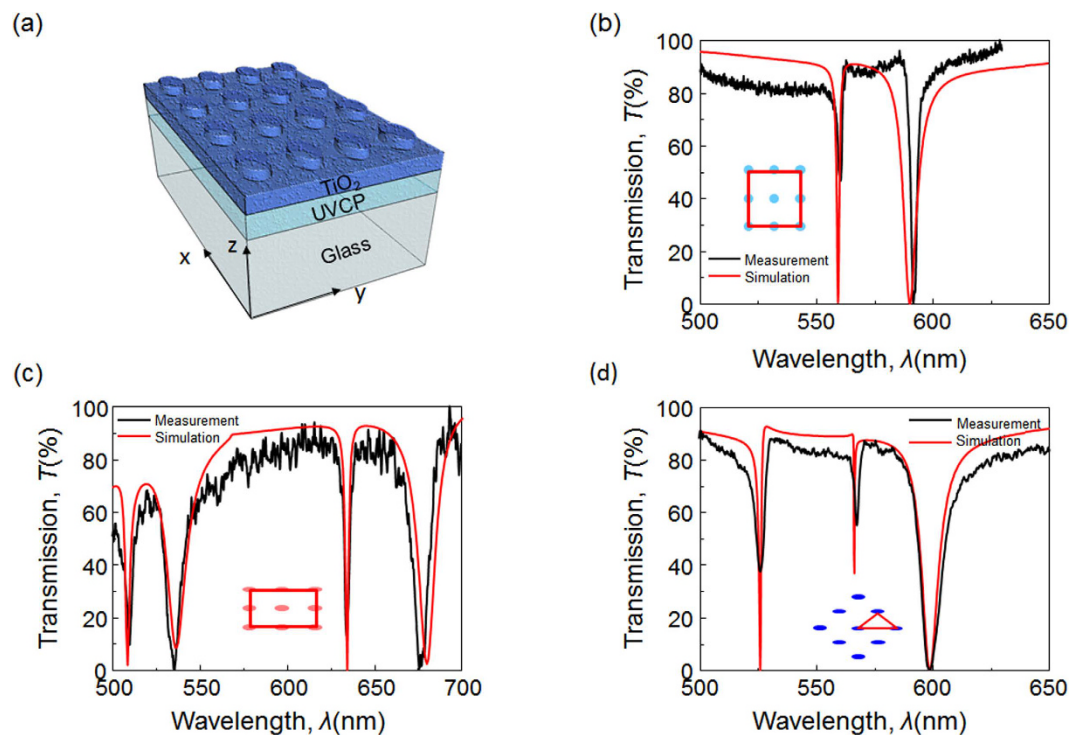 (a)
TiO2
UVCP
Glass
x
z
y
(b)
100
80
60
40
20
0
Transmission, T(%)
Measurement
Simulation
500
550
600
650
Wavelength, λ(nm)
(c)
100
80
60
40
20
0
Transmission, T(%)
Measurement
Simulation
500
550
600
650
700
Wavelength, λ(nm)
(d)
100
80
60
40
20
0
Transmission, T(%)
Measurement
Simulation
500
550
600
650
Wavelength, λ(nm)